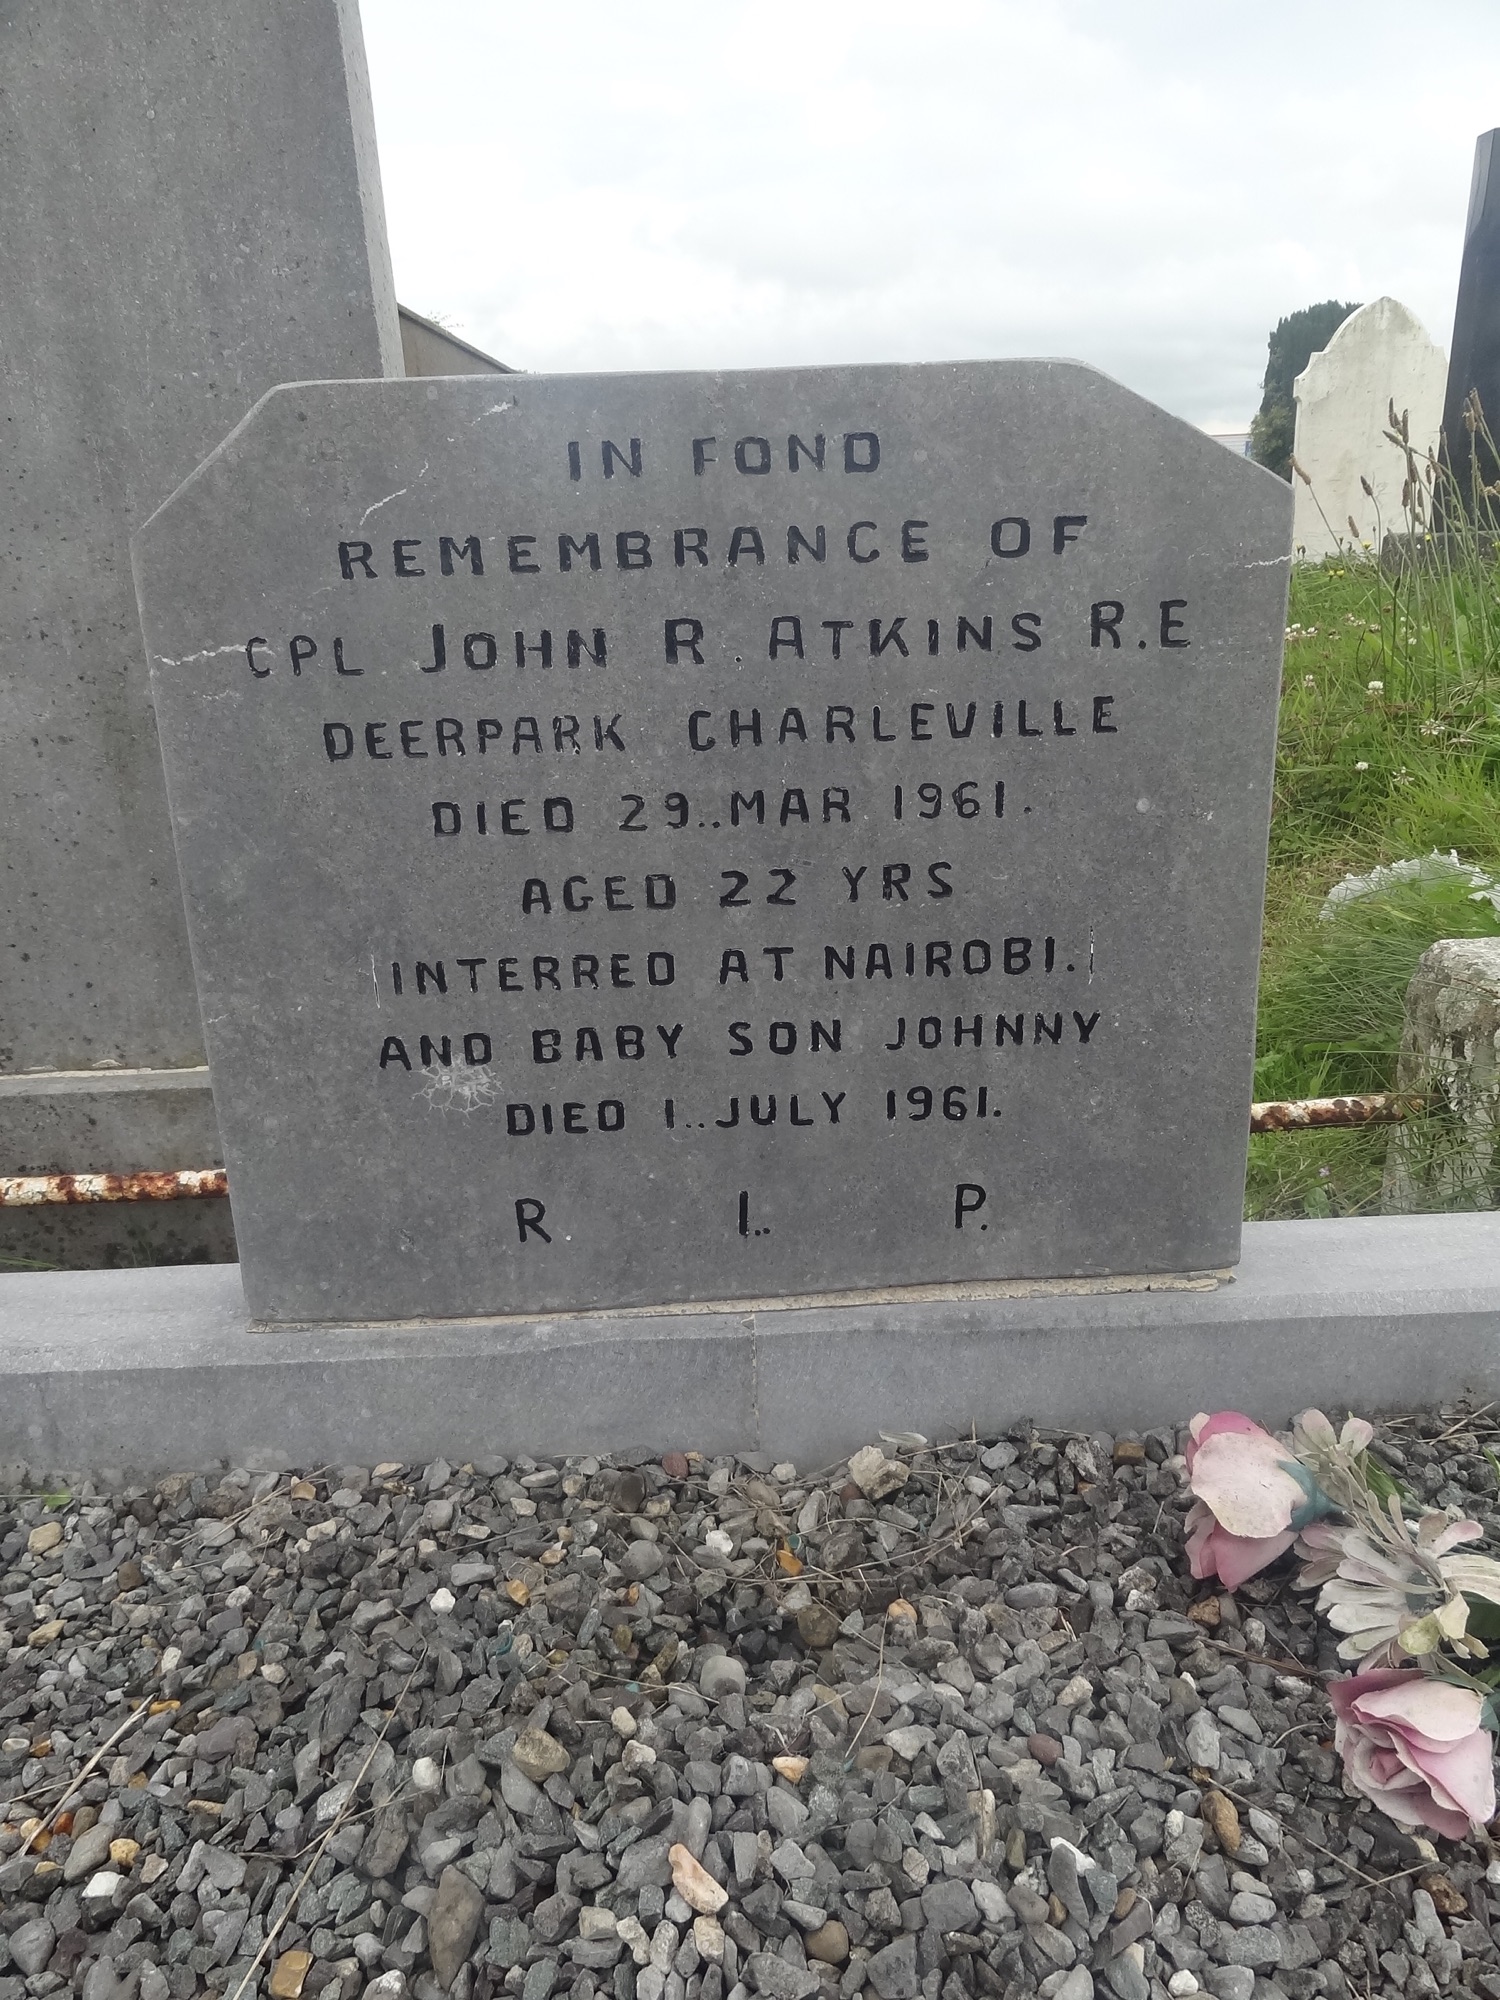 IN FOND
REMEMBRANCE OF
CPL JOHN R. ATKINS R.E
DEERPARK CHARLEVILLE
DIED 29..MAR 1961.
AGED 22 YRS
INTERRED AT NAIROBI.
AND BABY SON JOHNNY
DIED 1..JULY 1961.
R. I.. P.